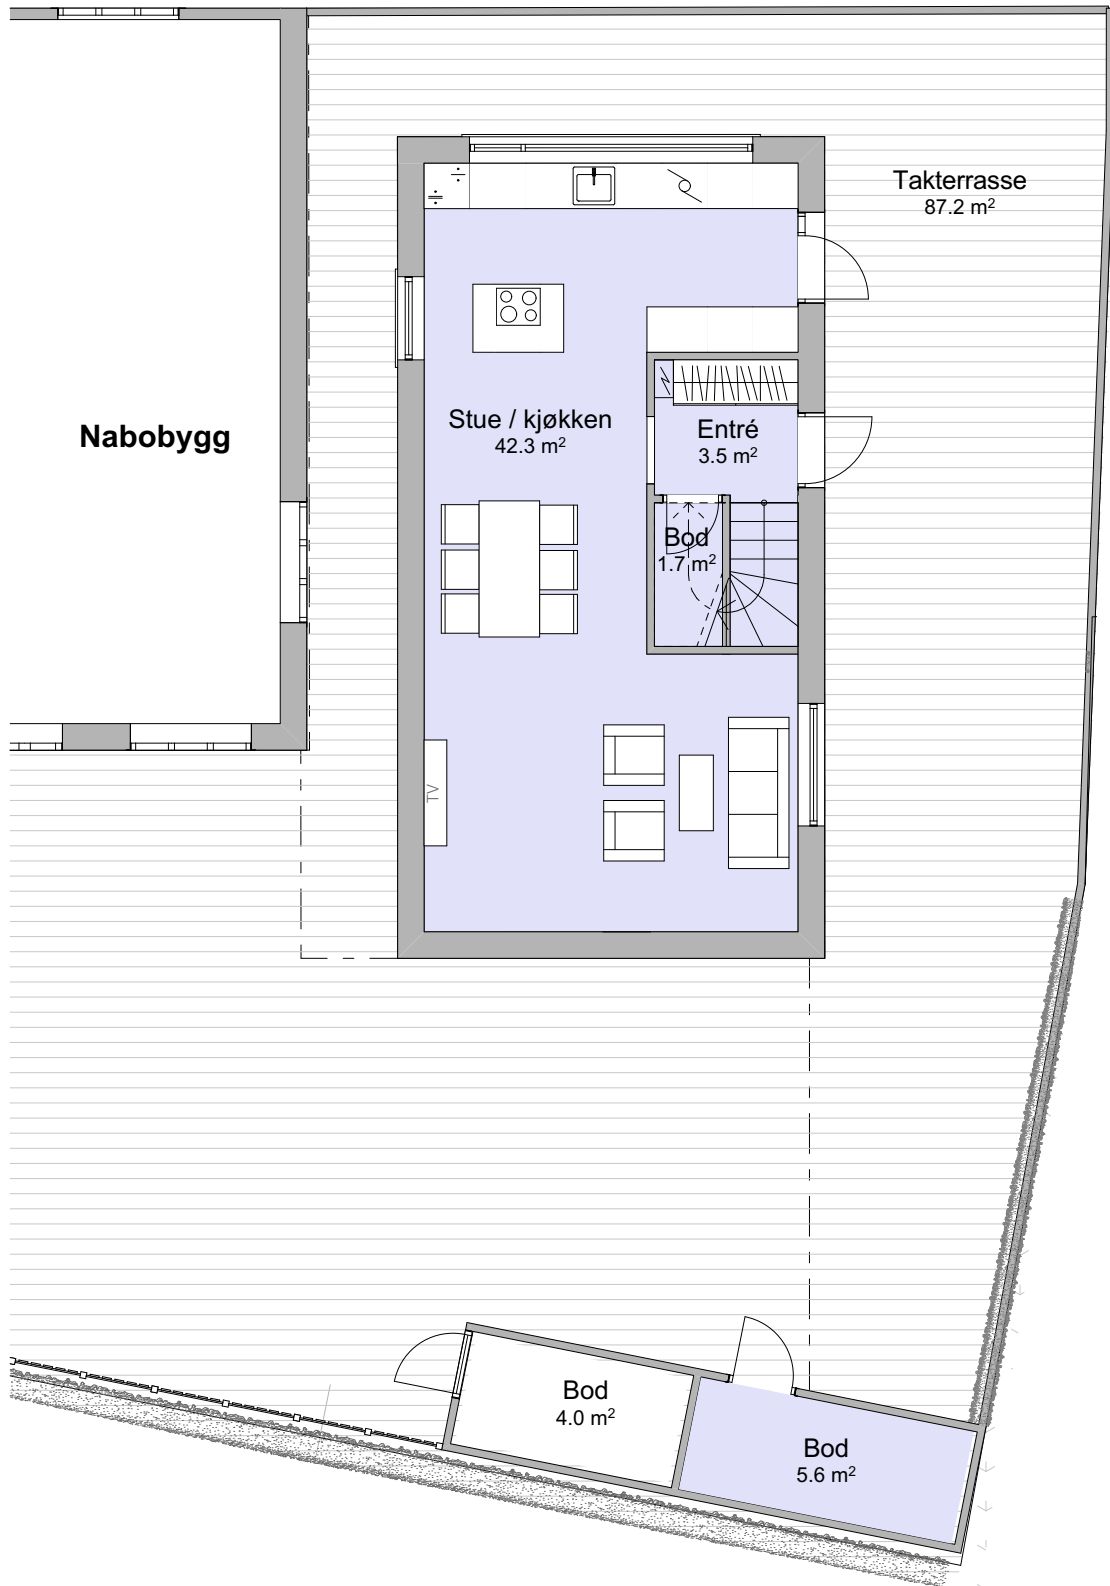 Takterrasse
87.2 m²
Nabobygg
Stue / kjøkken
42.3 m²
Entré
3.5 m²
Bod
1.7 m²
TV
Bod
4.0 m²
Bod
5.6 m²